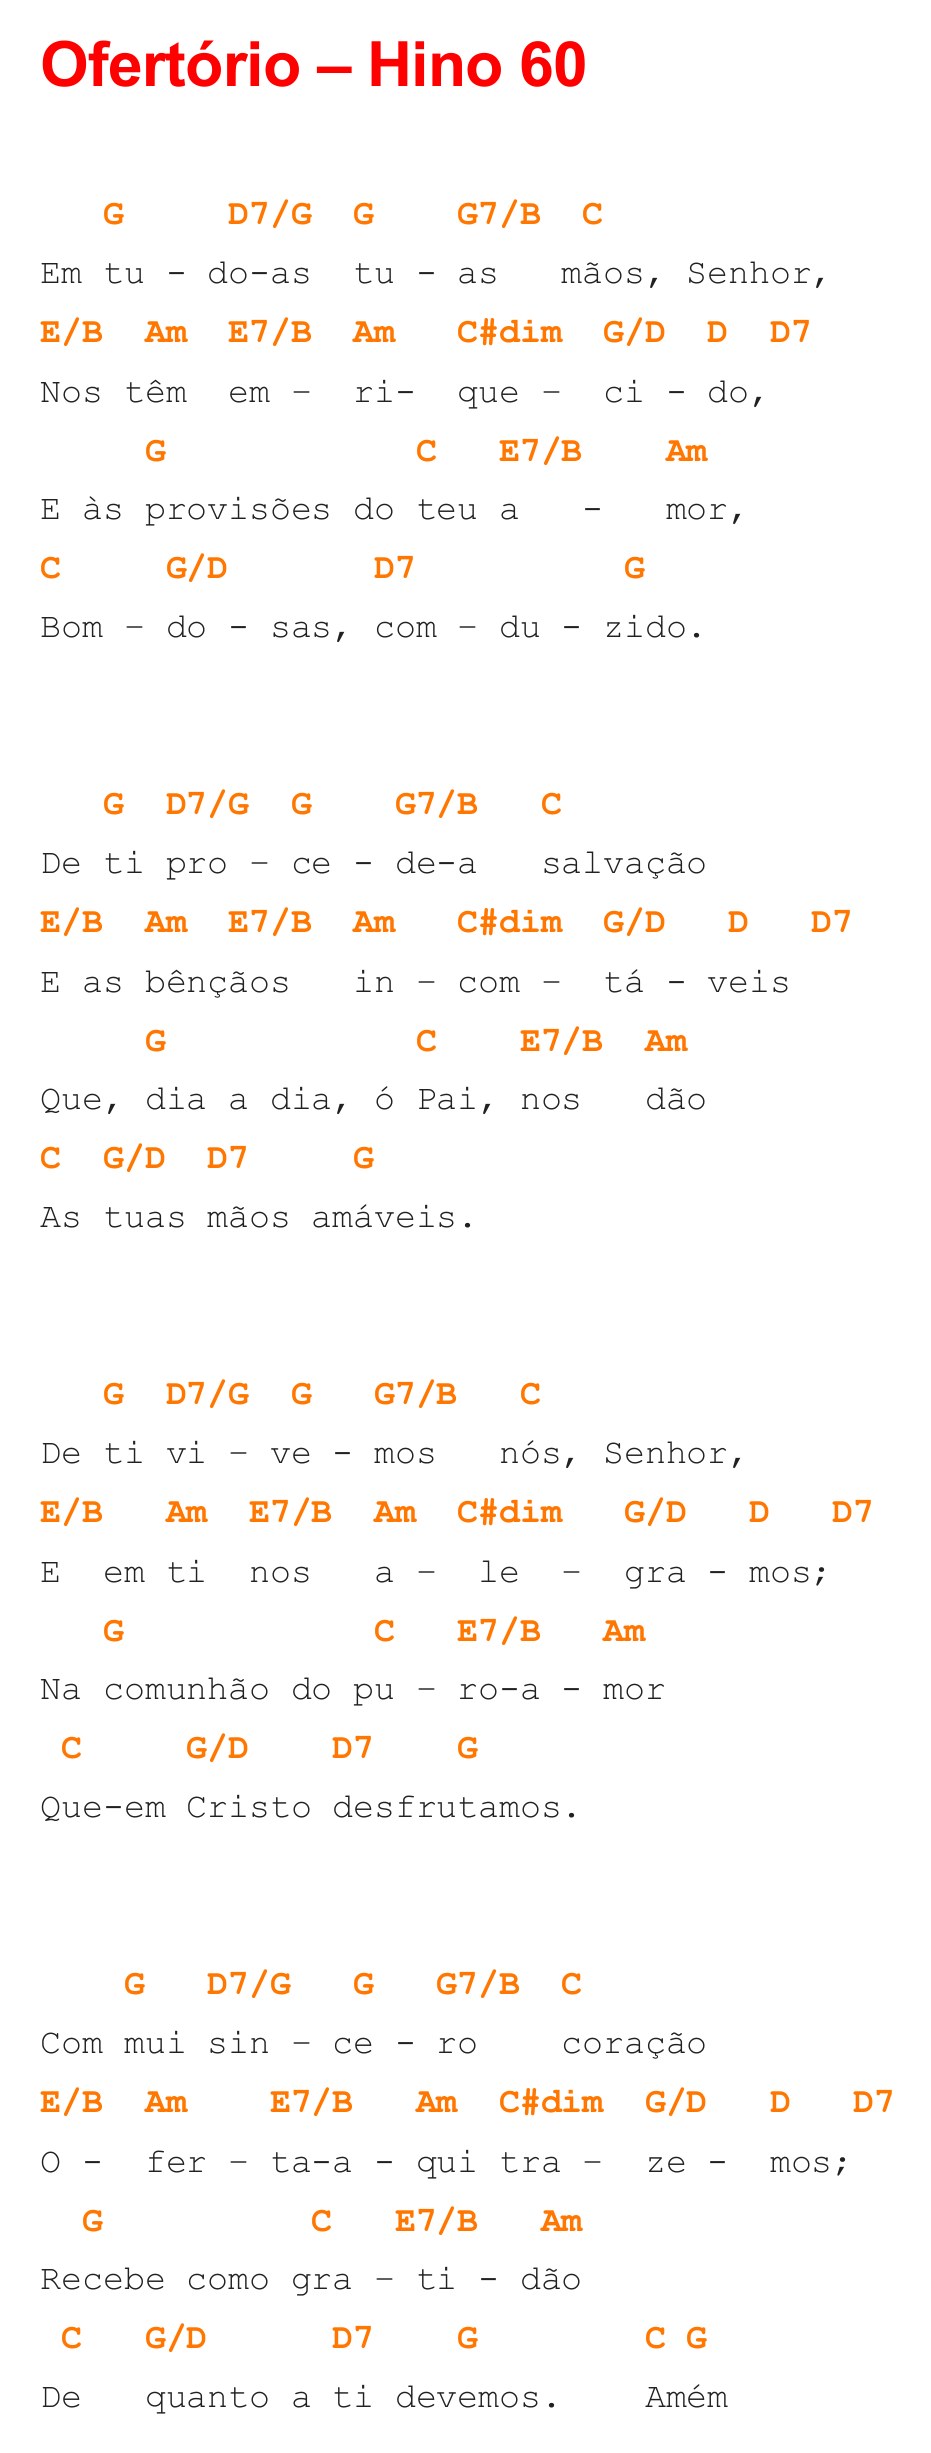 Ofertório – Hino 60
   G     D7/G  G    G7/B  C
Em tu - do-as  tu - as   mãos, Senhor,
E/B  Am  E7/B  Am   C#dim  G/D  D  D7
Nos têm  em –  ri-  que –  ci - do,
     G            C   E7/B    Am
E às provisões do teu a   -   mor,
C     G/D       D7          G
Bom – do - sas, com – du - zido.
   G  D7/G  G    G7/B   C
De ti pro – ce - de-a   salvação
E/B  Am  E7/B  Am   C#dim  G/D   D   D7
E as bênçãos   in – com –  tá - veis
     G            C    E7/B  Am
Que, dia a dia, ó Pai, nos   dão
C  G/D  D7     G
As tuas mãos amáveis.
   G  D7/G  G   G7/B   C
De ti vi – ve - mos   nós, Senhor,
E/B   Am  E7/B  Am  C#dim   G/D   D   D7
E  em ti  nos   a –  le  –  gra - mos;
   G            C   E7/B   Am
Na comunhão do pu – ro-a - mor
 C     G/D    D7    G
Que-em Cristo desfrutamos.
    G   D7/G   G   G7/B  C
Com mui sin – ce - ro    coração
E/B  Am    E7/B   Am  C#dim  G/D   D   D7
O -  fer – ta-a - qui tra –  ze -  mos;
  G          C   E7/B   Am
Recebe como gra – ti - dão
 C   G/D      D7    G        C G
De   quanto a ti devemos.    Amém